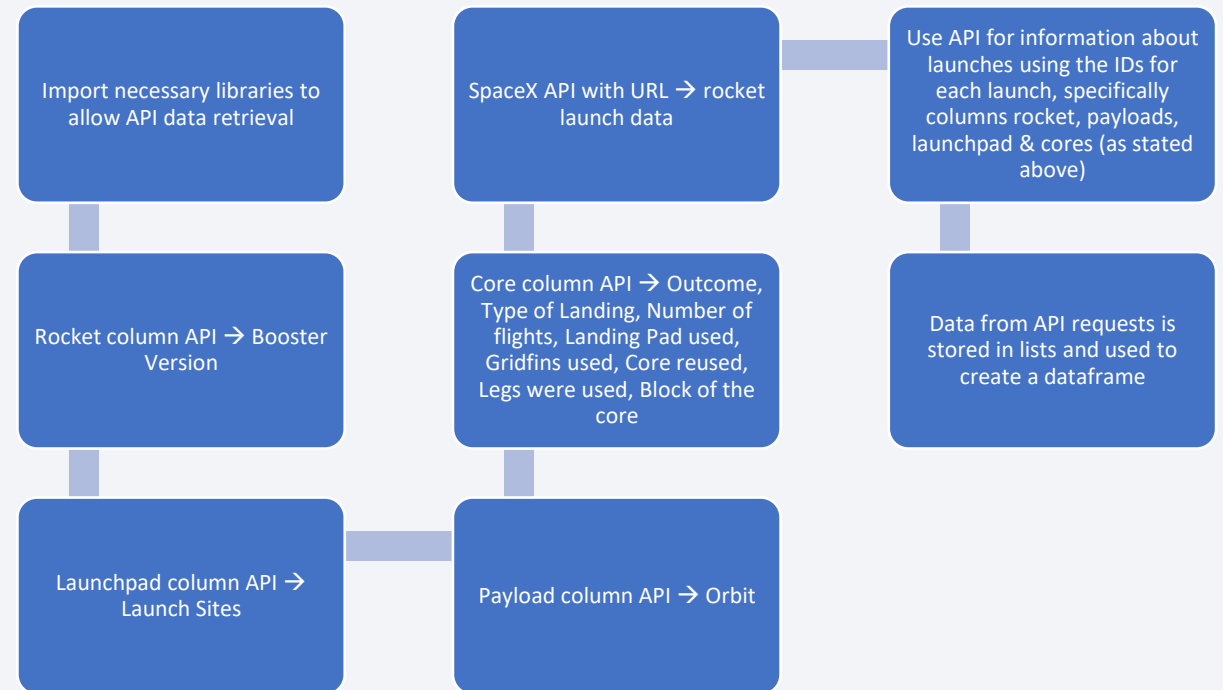 Import necessary libraries to
allow API data retrieval
Rocket column API → Booster
Version
Launchpad column API →
Launch Sites
Payload column API → Orbit
Core column API → Outcome,
Type of Landing, Number of
flights, Landing Pad used,
Gridfins used, Core reused,
Legs were used, Block of the
core
SpaceX API with URL → rocket
launch data
Use API for information about
launches using the IDs for
each launch, specifically
columns rocket, payloads,
launchpad & cores (as stated
above)
Data from API requests is
stored in lists and used to
create a dataframe